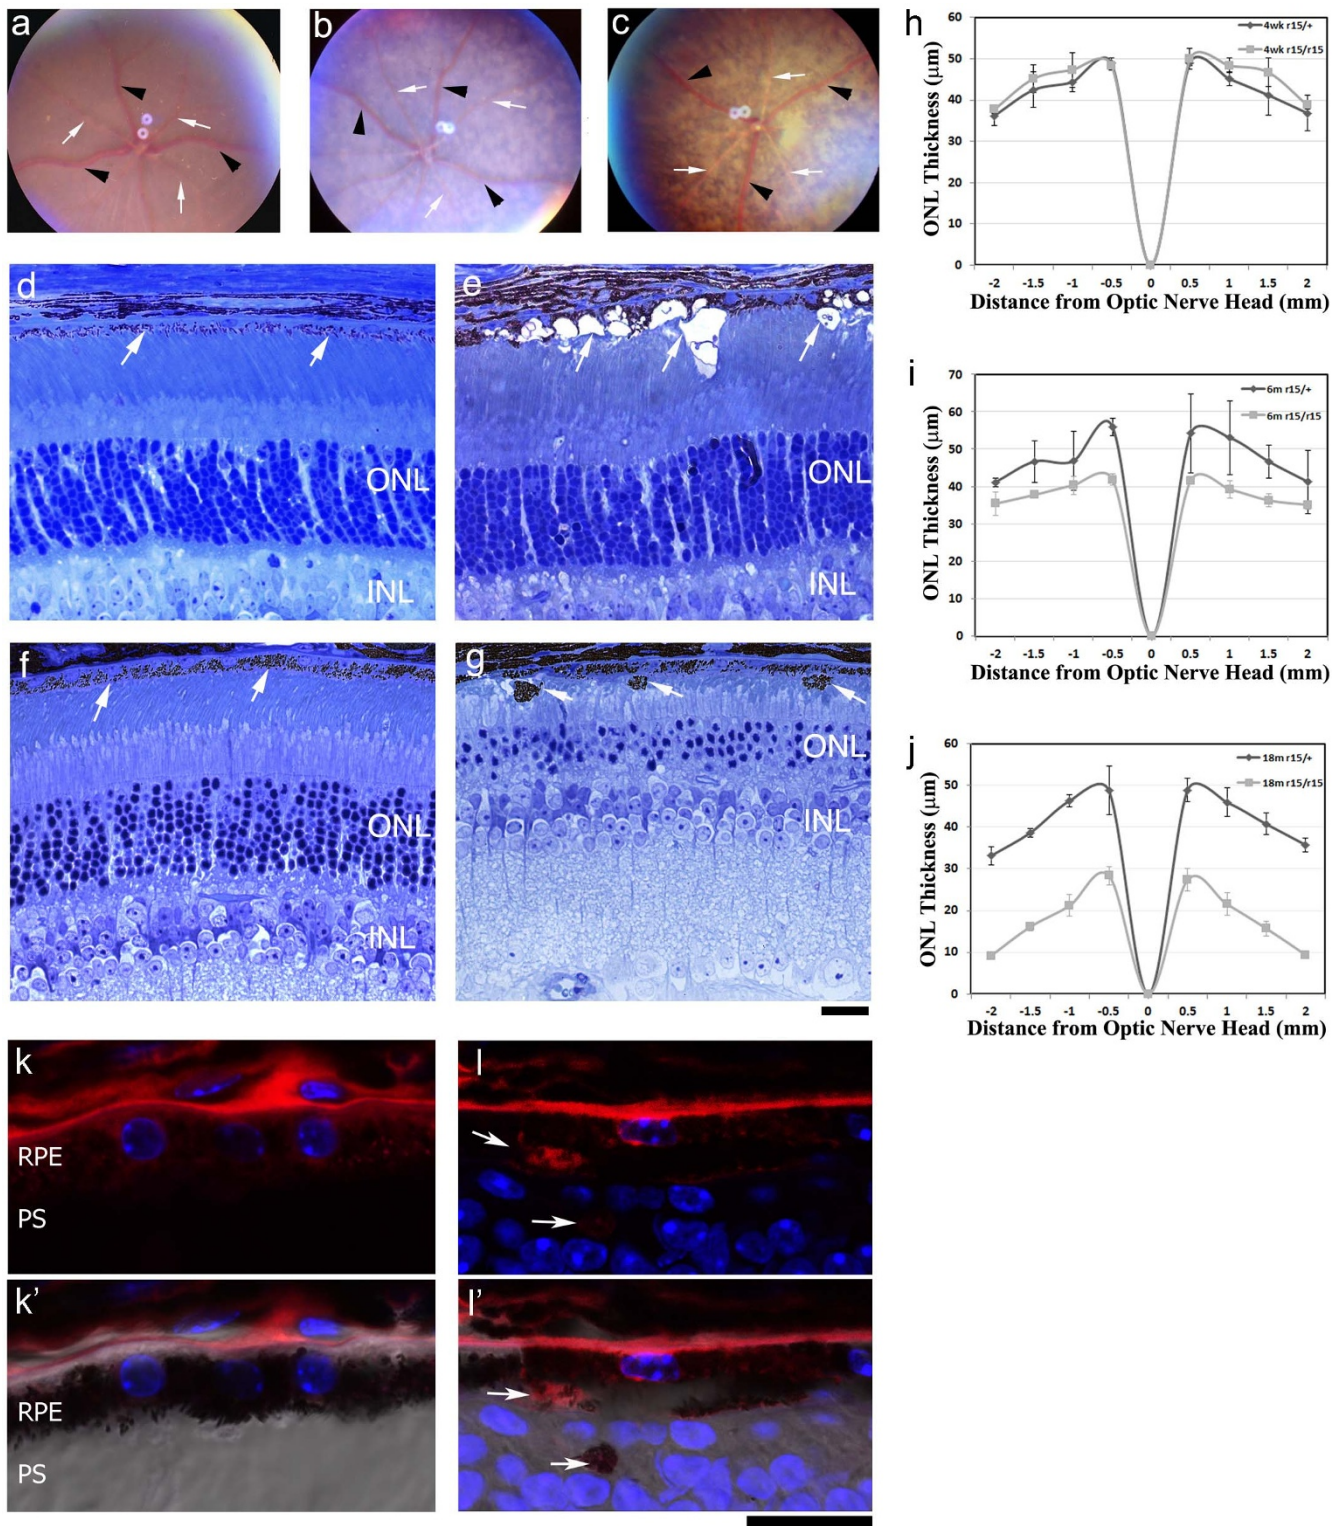 a
b
c
d
ONL
INL
e
ONL
INL
f
ONL
INL
g
ONL
INL
h
60
50
40
30
20
10
0
ONL Thickness (μm)
4wk r15/+
4wk r15/r15
-2 -1.5 -1 -0.5 0 0.5 1 1.5 2
Distance from Optic Nerve Head (mm)
i
70
60
50
40
30
20
10
0
ONL Thickness (μm)
6m r15/+
6m r15/r15
-2 -1.5 -1 -0.5 0 0.5 1 1.5 2
Distance from Optic Nerve Head (mm)
j
60
50
40
30
20
10
0
ONL Thickness (μm)
18m r15/+
18m r15/r15
-2 -1.5 -1 -0.5 0 0.5 1 1.5 2
Distance from Optic Nerve Head (mm)
k
RPE
PS
l
k’
RPE
PS
l’